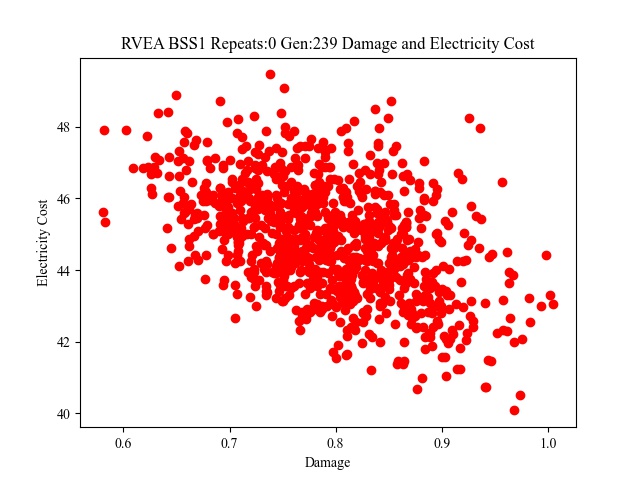 RVEA BSS1 Repeats:0 Gen:239 Damage and Electricity Cost
48
46
44
42
40
Electricity Cost
0.6 0.7 0.8 0.9 1.0
Damage